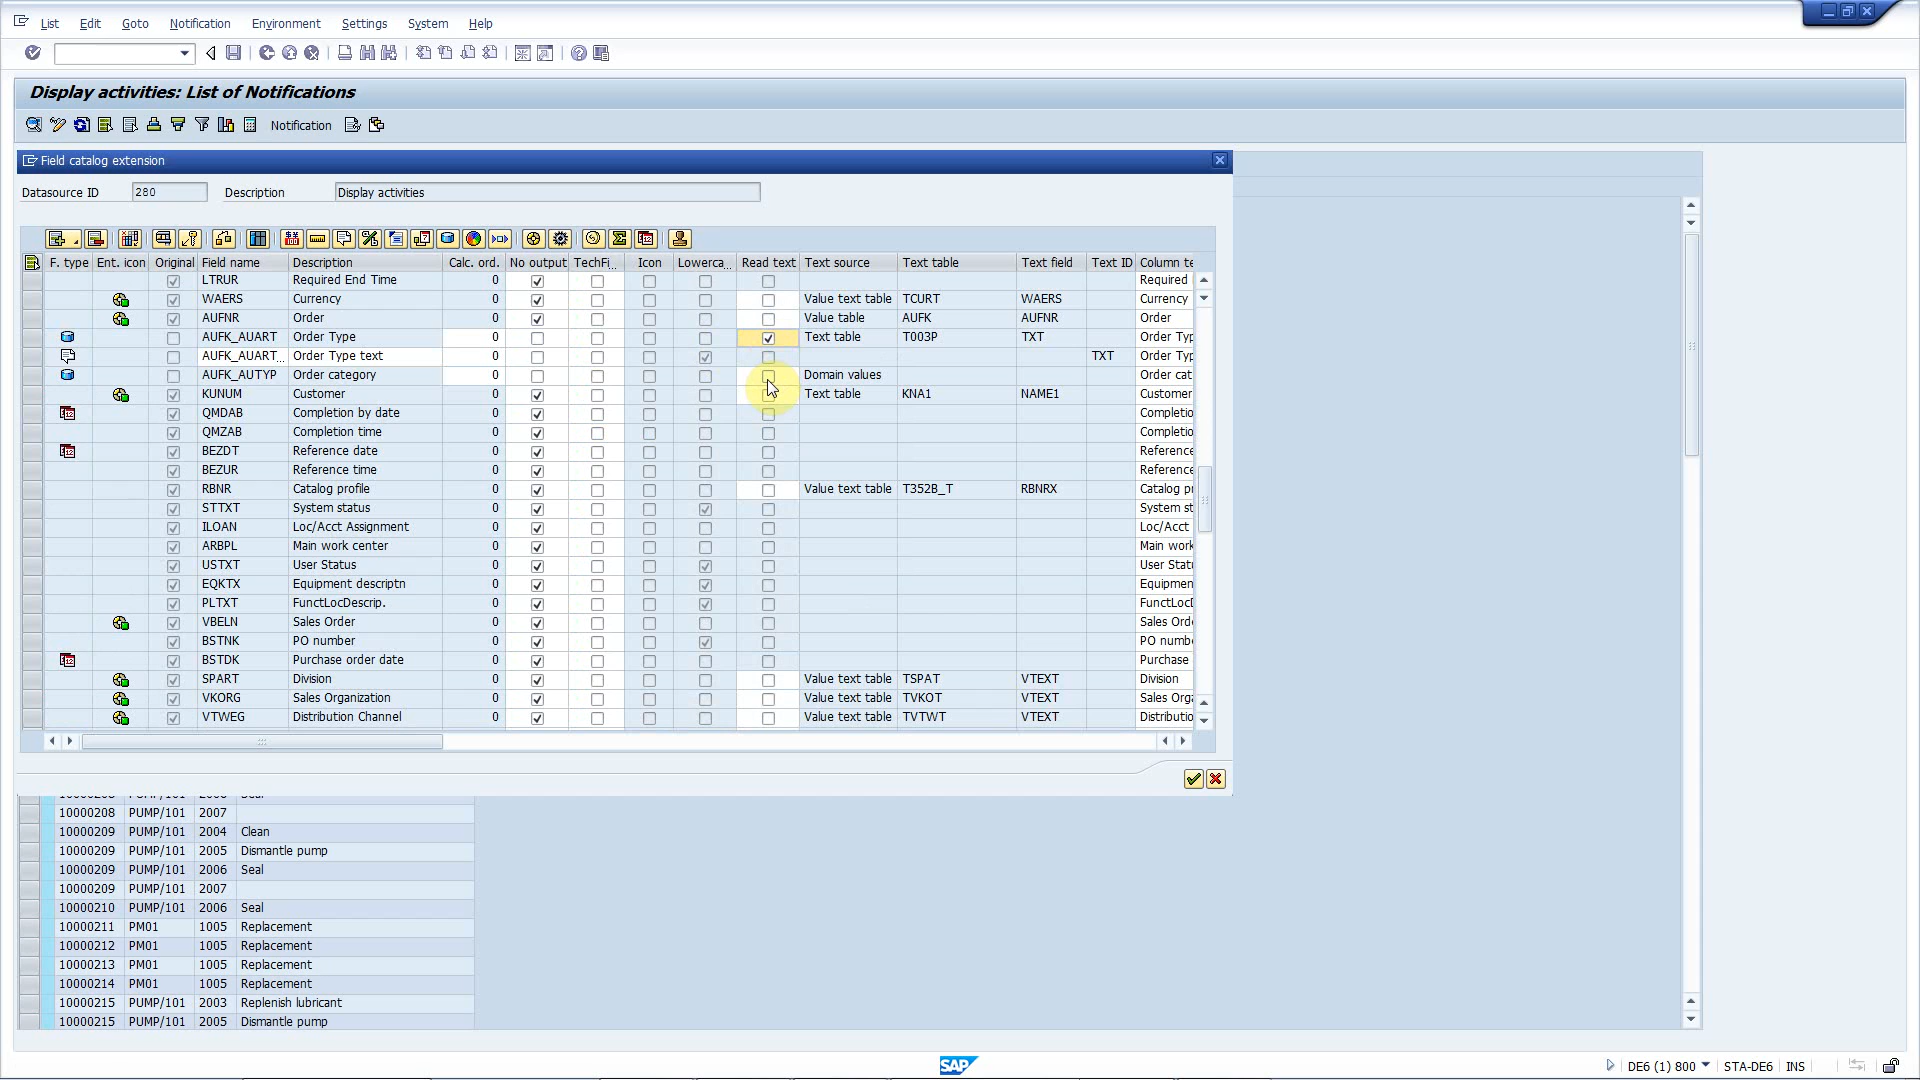 List Edit Goto Notification Environment Settings System Help
Display activities: List of Notifications
Notification
Field catalog extension
Datasource ID 280 Description Display activities
F. type Ent. icon Original Field name Description Calc. ord. No output TechFi... Icon Lowerca... Read text Text source Text table Text field Text ID Column te
LTRUR Required End Time 0 Required
WAERS Currency 0 Value text table TCURT WAERS Currency
AUFNR Order 0 Value table AUFK AUFNR Order
AUFK_AUART Order Type 0 Text table T003P TXT Order Typ
AUFK_AUART... Order Type text 0 TXT Order Typ
AUFK_AUTYP Order category 0 Domain values Order cat
KUNUM Customer 0 Text table KNA1 NAME1 Customer
QMDAB Completion by date 0 Completio
QMZAB Completion time 0 Completio
BEZDT Reference date 0 Reference
BEZUR Reference time 0 Reference
RBNR Catalog profile 0 Value text table T352B_T RBNRX Catalog p
STTXT System status 0 System st
ILOAN Loc/Acct Assignment 0 Loc/Acct
ARBPL Main work center 0 Main work
USTXT User Status 0 User Stat
EQKTX Equipment descriptn 0 Equipmen
PLTXT FunctLocDescrip. 0 FunctLocD
VBELN Sales Order 0 Sales Ord
BSTNK PO number 0 PO numb
BSTDK Purchase order date 0 Purchase
SPART Division 0 Value text table TSPAT VTEXT Division
VKORG Sales Organization 0 Value text table TVKOT VTEXT Sales Orga
VTWEG Distribution Channel 0 Value text table TVTWT VTEXT Distributio
10000208 PUMP/101 2007
10000209 PUMP/101 2004 Clean
10000209 PUMP/101 2005 Dismantle pump
10000209 PUMP/101 2006 Seal
10000209 PUMP/101 2007
10000210 PUMP/101 2006 Seal
10000211 PM01 1005 Replacement
10000212 PM01 1005 Replacement
10000213 PM01 1005 Replacement
10000214 PM01 1005 Replacement
10000215 PUMP/101 2003 Replenish lubricant
10000215 PUMP/101 2005 Dismantle pump
SAP DE6 (1) 800 STA-DE6 INS